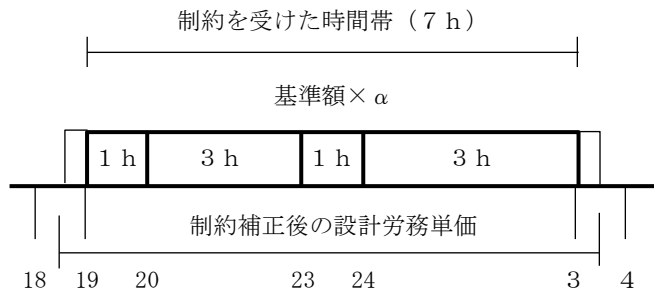 制約を受けた時間帯（７ｈ）
基準額×α
１ｈ ３ｈ １ｈ ３ｈ
制約補正後の設計労務単価
18 19 20 23 24 ３ ４